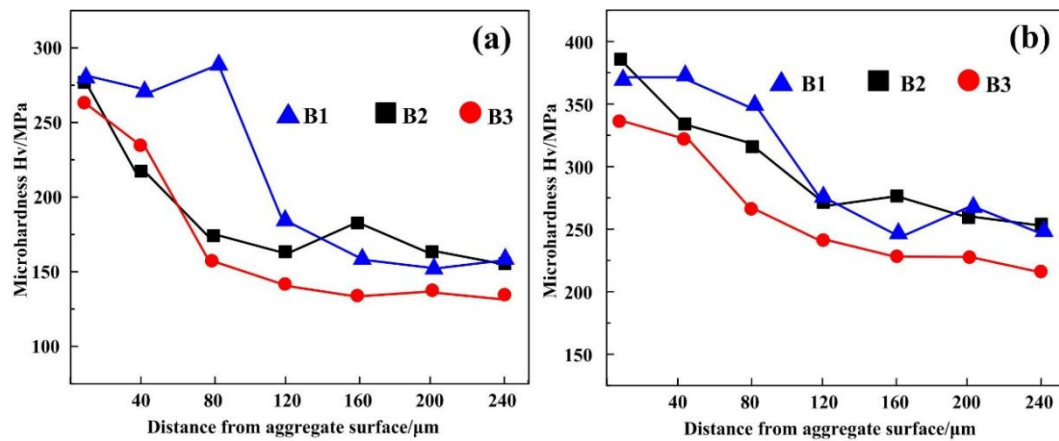 (a)
Microhardness Hv/MPa
300
250
200
150
100
B1 B2 B3
40 80 120 160 200 240
Distance from aggregate surface/μm
(b)
Microhardness Hv/MPa
400
350
300
250
200
150
B1 B2 B3
40 80 120 160 200 240
Distance from aggregate surface/μm